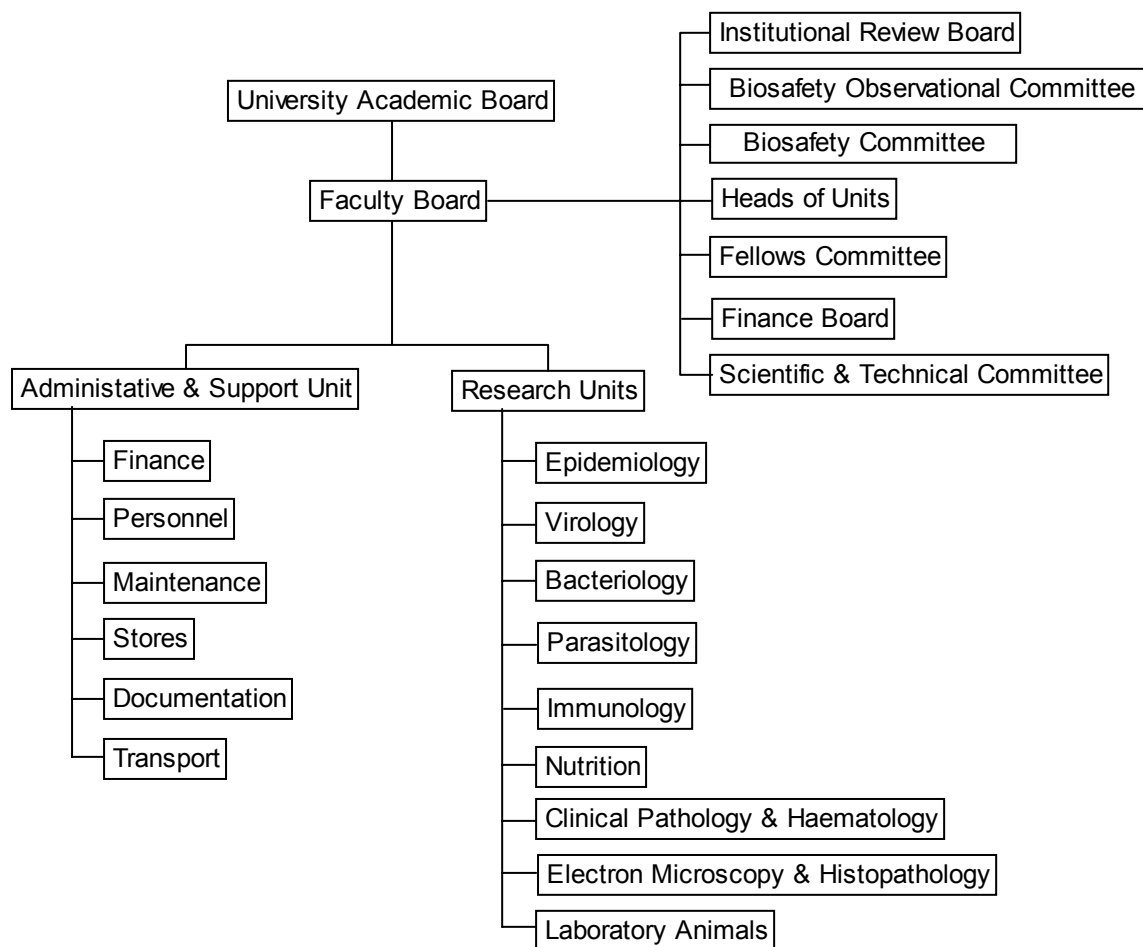 University Academic Board
Faculty Board
Institutional Review Board
Biosafety Observational Committee
Biosafety Committee
Heads of Units
Fellows Committee
Finance Board
Scientific & Technical Committee
Administative & Support Unit
Finance
Personnel
Maintenance
Stores
Documentation
Transport
Research Units
Epidemiology
Virology
Bacteriology
Parasitology
Immunology
Nutrition
Clinical Pathology & Haematology
Electron Microscopy & Histopathology
Laboratory Animals